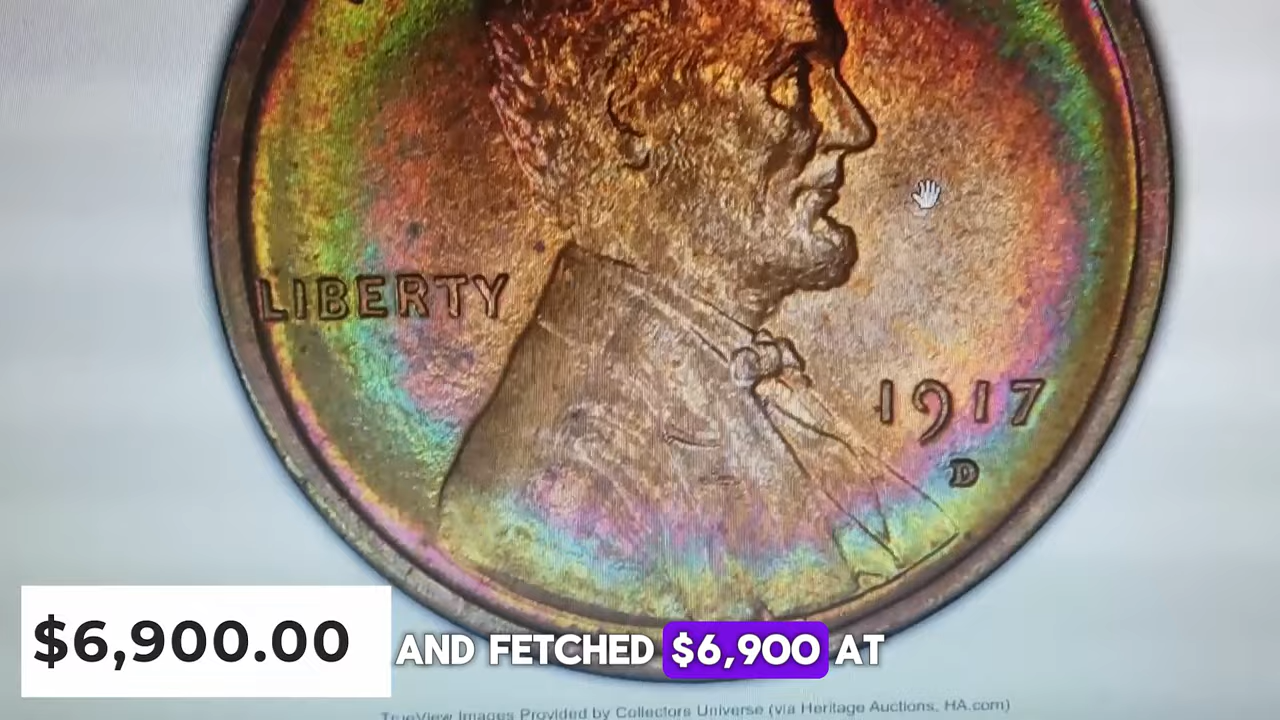 LIBERTY
1917
D
$6,900.00
AND FETCHED $6,900 AT
TrueView Images Provided by Collectors Universe (via Heritage Auctions, HA.com)